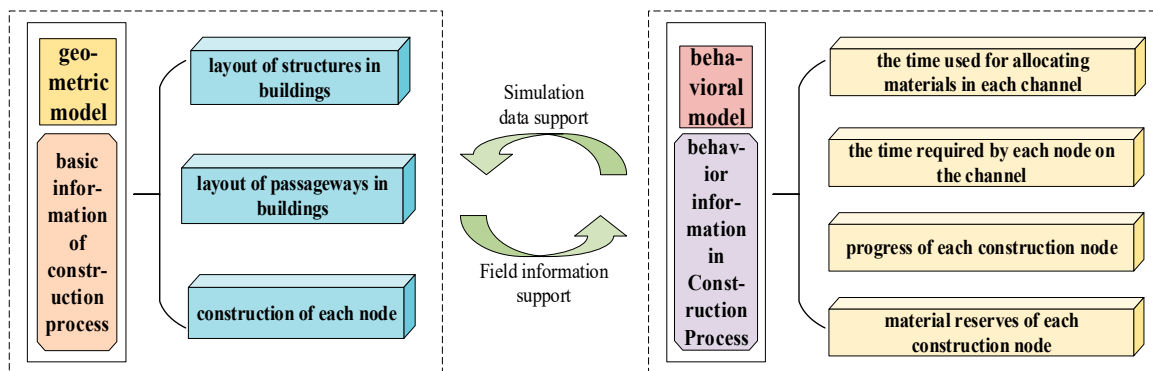 geo-
metric
model
basic
infor-
mation
of
constr-
uction
process
layout of structures in
buildings
layout of passageways in
buildings
construction of each node
Simulation
data support
Field information
support
beha-
vioral
model
behav-
ior
infor-
mation
in
Const-
ruction
Process
the time used for allocating
materials in each channel
the time required by each node on
the channel
progress of each construction node
material reserves of each
construction node